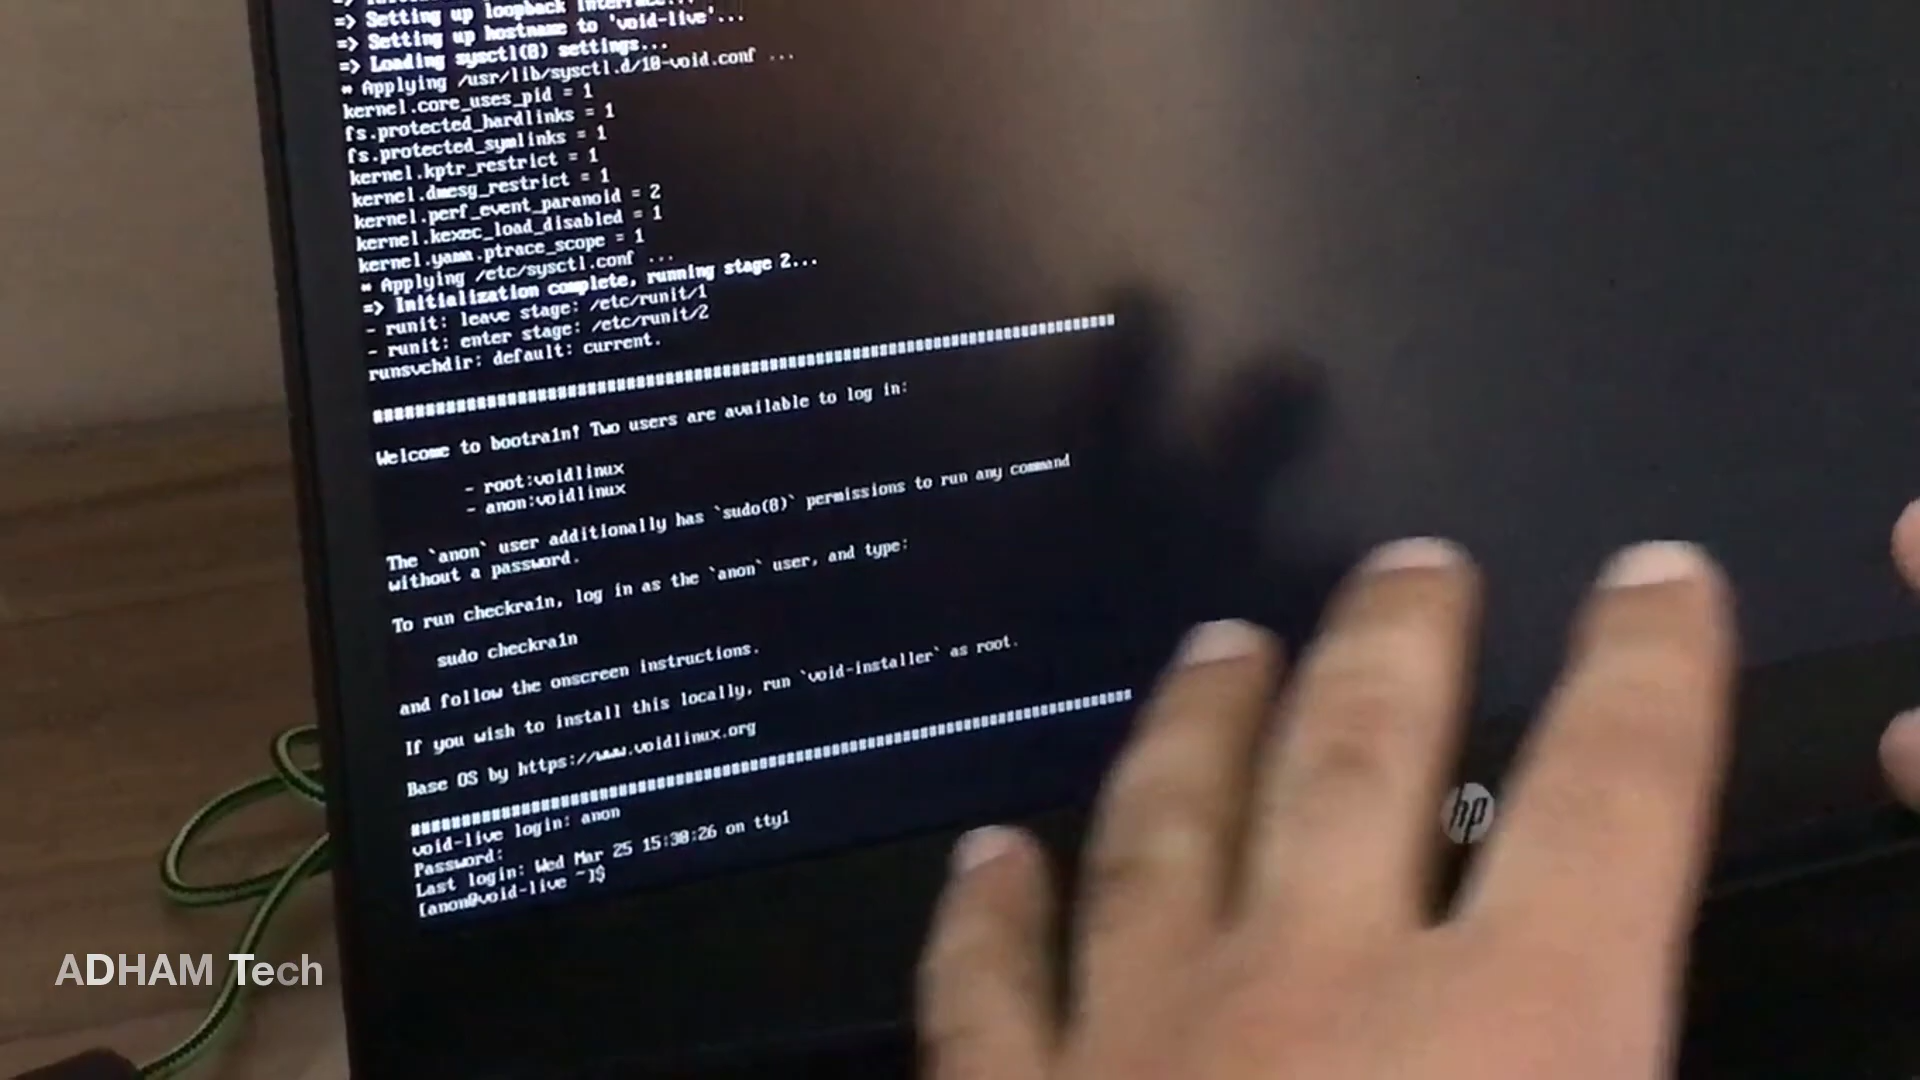 => Setting up loopback interface...
=> Setting up hostname to 'void-live'...
=> Loading sysctl(8) settings...
* Applying /usr/lib/sysctl.d/10-void.conf ...
kernel.core_uses_pid = 1
fs.protected_hardlinks = 1
fs.protected_symlinks = 1
kernel.kptr_restrict = 1
kernel.dmesg_restrict = 1
kernel.perf_event_paranoid = 2
kernel.kexec_load_disabled = 1
kernel.yama.ptrace_scope = 1
* Applying /etc/sysctl.conf ...
=> Initialization complete, running stage 2...
- runit: leave stage: /etc/runit/1
- runit: enter stage: /etc/runit/2
runsvchdir: default: current.
Welcome to bootra1n! Two users are available to log in:
- root:voidlinux
- anon:voidlinux
The `anon` user additionally has `sudo(8)` permissions to run any command
without a password.
To run checkra1n, log in as the `anon` user, and type:
sudo checkra1n
and follow the onscreen instructions.
If you wish to install this locally, run `void-installer` as root.
Base OS by https://www.voidlinux.org
void-live login: anon
Password:
Last login: Wed Mar 25 15:30:26 on tty1
[anon@void-live ~]$
hp
ADHAM Tech